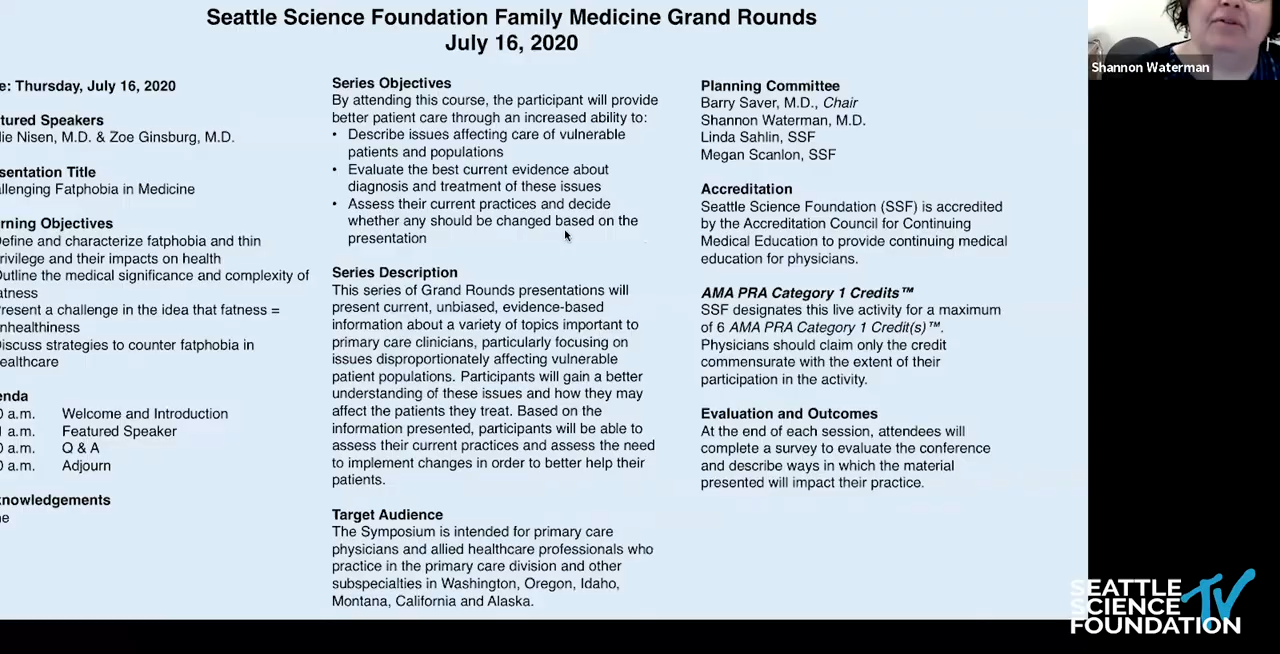 Seattle Science Foundation Family Medicine Grand Rounds
July 16, 2020
e: Thursday, July 16, 2020
tured Speakers
lie Nisen, M.D. & Zoe Ginsburg, M.D.
sentation Title
allenging Fatphobia in Medicine
rning Objectives
efine and characterize fatphobia and thin
rivilege and their impacts on health
utline the medical significance and complexity of
atness
resent a challenge in the idea that fatness =
nhealthiness
iscuss strategies to counter fatphobia in
ealthcare
enda
0 a.m. Welcome and Introduction
a.m. Featured Speaker
0 a.m. Q & A
0 a.m. Adjourn
knowledgements
ne
Series Objectives
By attending this course, the participant will provide
better patient care through an increased ability to:
• Describe issues affecting care of vulnerable
patients and populations
• Evaluate the best current evidence about
diagnosis and treatment of these issues
• Assess their current practices and decide
whether any should be changed based on the
presentation
Series Description
This series of Grand Rounds presentations will
present current, unbiased, evidence-based
information about a variety of topics important to
primary care clinicians, particularly focusing on
issues disproportionately affecting vulnerable
patient populations. Participants will gain a better
understanding of these issues and how they may
affect the patients they treat. Based on the
information presented, participants will be able to
assess their current practices and assess the need
to implement changes in order to better help their
patients.
Target Audience
The Symposium is intended for primary care
physicians and allied healthcare professionals who
practice in the primary care division and other
subspecialties in Washington, Oregon, Idaho,
Montana, California and Alaska.
Planning Committee
Barry Saver, M.D., Chair
Shannon Waterman, M.D.
Linda Sahlin, SSF
Megan Scanlon, SSF
Accreditation
Seattle Science Foundation (SSF) is accredited
by the Accreditation Council for Continuing
Medical Education to provide continuing medical
education for physicians.
AMA PRA Category 1 Credits™
SSF designates this live activity for a maximum
of 6 AMA PRA Category 1 Credit(s)™.
Physicians should claim only the credit
commensurate with the extent of their
participation in the activity.
Evaluation and Outcomes
At the end of each session, attendees will
complete a survey to evaluate the conference
and describe ways in which the material
presented will impact their practice.
Shannon Waterman
SEATTLE
SCIENCE TV
FOUNDATION